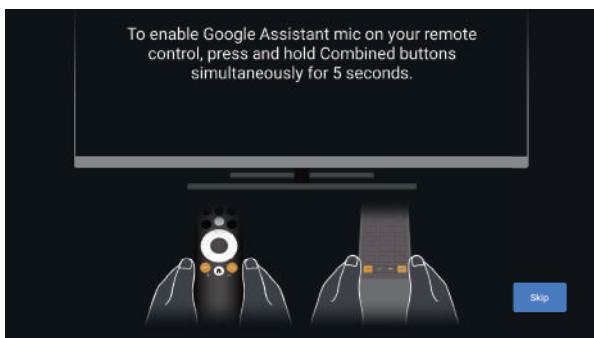 To enable Google Assistant mic on your remote
control, press and hold Combined buttons
simultaneously for 5 seconds.
Skip